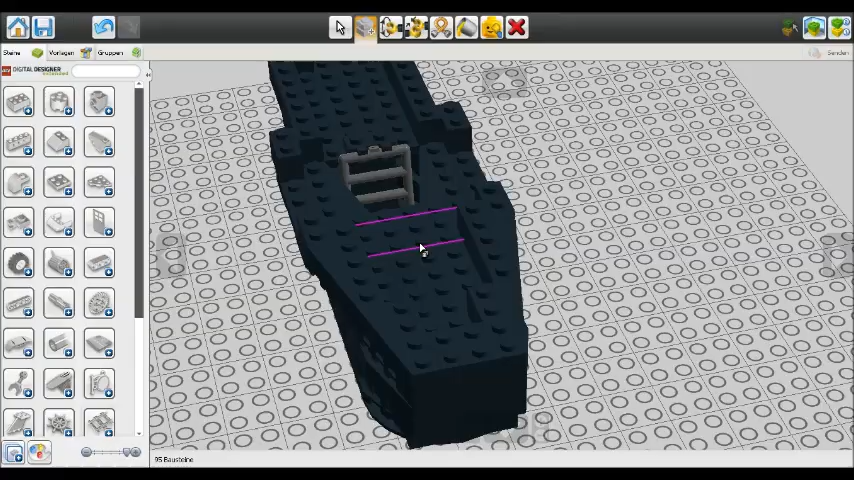 Steine
Vorlagen
Gruppen
Senden
DIGITAL DESIGNER
95 Bausteine